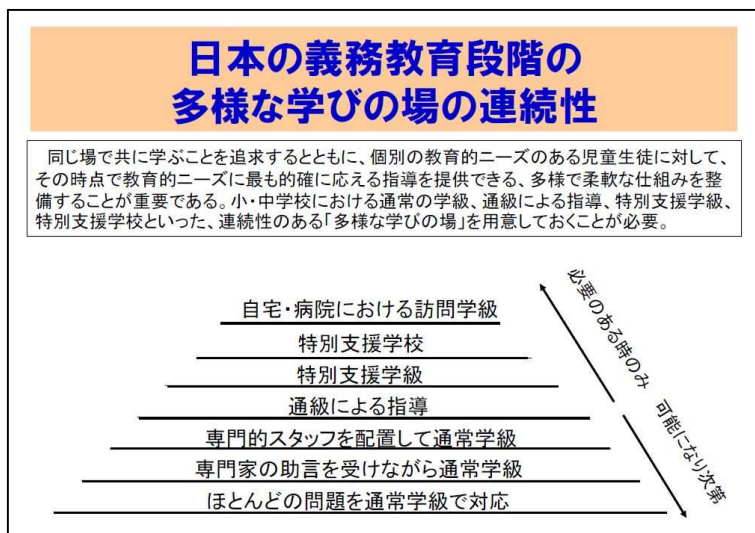 日本の義務教育段階の
多様な学びの場の連続性
同じ場で共に学ぶことを追求するとともに、個別の教育的ニーズのある児童生徒に対して、
その時点で教育的ニーズに最も的確に応える指導を提供できる、多様で柔軟な仕組みを整
備することが重要である。小・中学校における通常の学級、通級による指導、特別支援学級、
特別支援学校といった、連続性のある「多様な学びの場」を用意しておくことが必要。
自宅・病院における訪問学級
特別支援学校
特別支援学級
通級による指導
専門的スタッフを配置して通常学級
専門家の助言を受けながら通常学級
ほとんどの問題を通常学級で対応
必要のある時のみ
可能になり次第